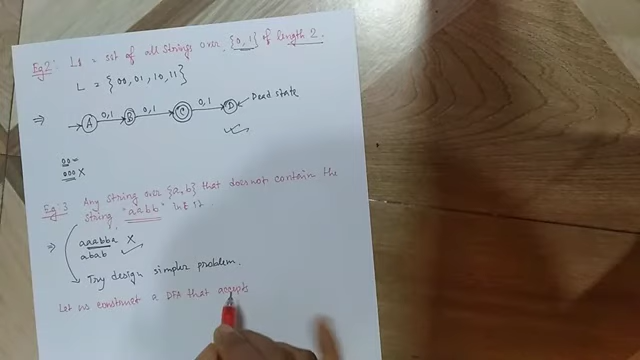 Eg 2: L1 = set of all strings over {0,1} of length 2.
L = {00, 01, 10, 11}
⇒ A 0,1 B 0,1 C 0,1 D Dead state
00 =
000 X
Eg:3 Any string over {a,b} that does not contain the
string "aabb" in it.
⇒ aaabba X
abab
Try design simpler problem.
Let us construct a DFA that accepts